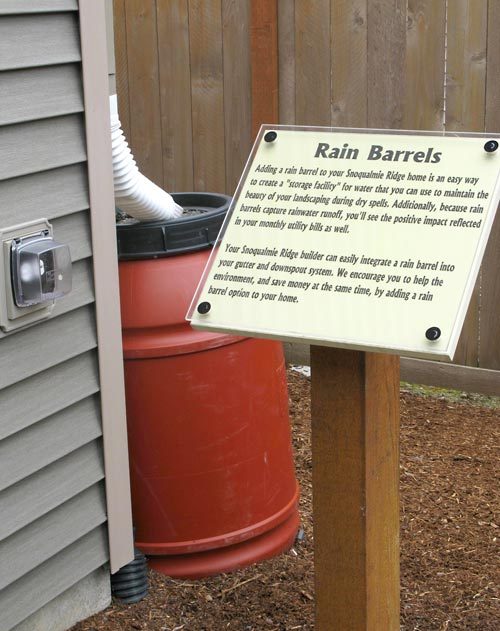 Rain Barrels
Adding a rain barrel to your Snoqualmie Ridge home is an easy way
to create a "storage facility" for water that you can use to maintain the
beauty of your landscaping during dry spells. Additionally, because rain
barrels capture rainwater runoff, you'll see the positive impact reflected
in your monthly utility bills as well.
Your Snoqualmie Ridge builder can easily integrate a rain barrel into
your gutter and downspout system. We encourage you to help the
environment, and save money at the same time, by adding a rain
barrel option to your home.